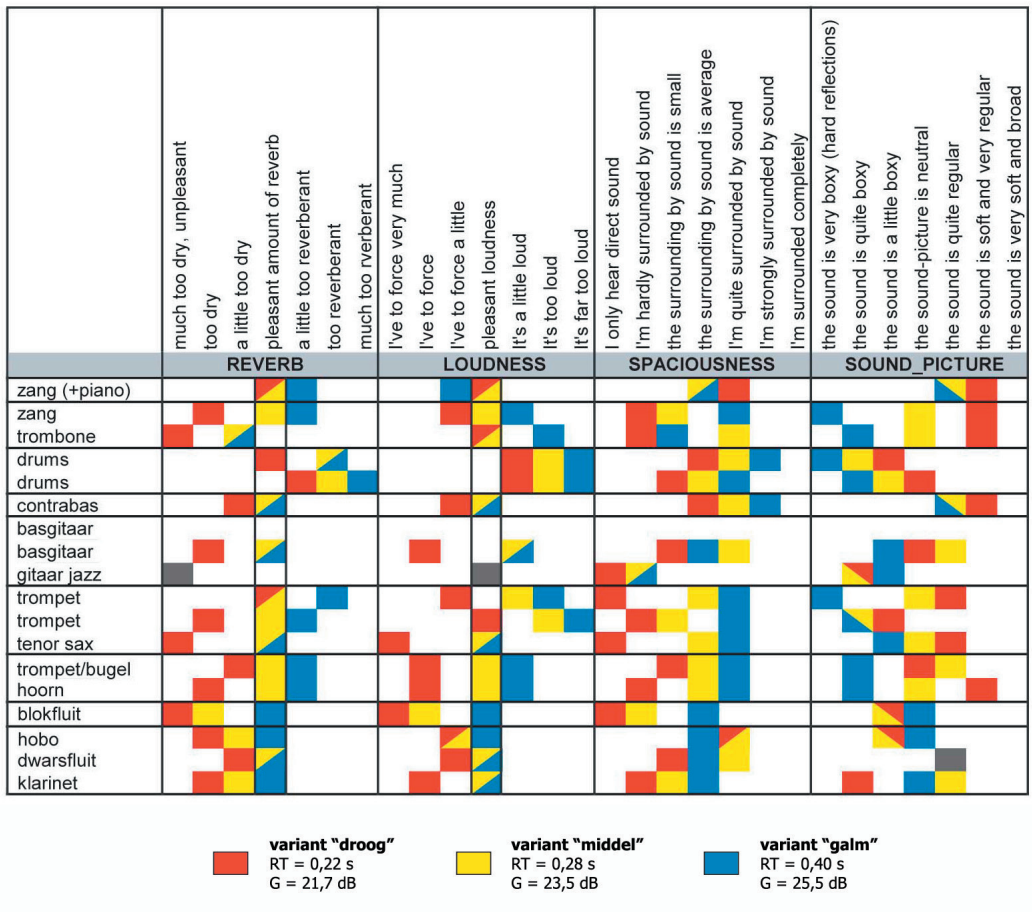 much too dry, unpleasant
too dry
a little too dry
pleasant amount of reverb
a little too reverberant
too reverberant
much too rverberant
I've to force very much
I've to force
I've to force a little
pleasant loudness
It's a little loud
It's too loud
It's far too loud
I only hear direct sound
I'm hardly surrounded by sound
the surrounding by sound is small
the surrounding by sound is average
I'm quite surrounded by sound
I'm strongly surrounded by sound
I'm surrounded completely
the sound is very boxy (hard reflections)
the sound is quite boxy
the sound is a little boxy
the sound-picture is neutral
the sound is quite regular
the sound is soft and very regular
the sound is very soft and broad
REVERB LOUDNESS SPACIOUSNESS SOUND_PICTURE
zang (+piano)
zang
trombone
drums
drums
contrabas
basgitaar
basgitaar
gitaar jazz
trompet
trompet
tenor sax
trompet/bugel
hoorn
blokfluit
hobo
dwarsfluit
klarinet
variant “droog”
RT = 0,22 s
G = 21,7 dB
variant “middel”
RT = 0,28 s
G = 23,5 dB
variant “galm”
RT = 0,40 s
G = 25,5 dB